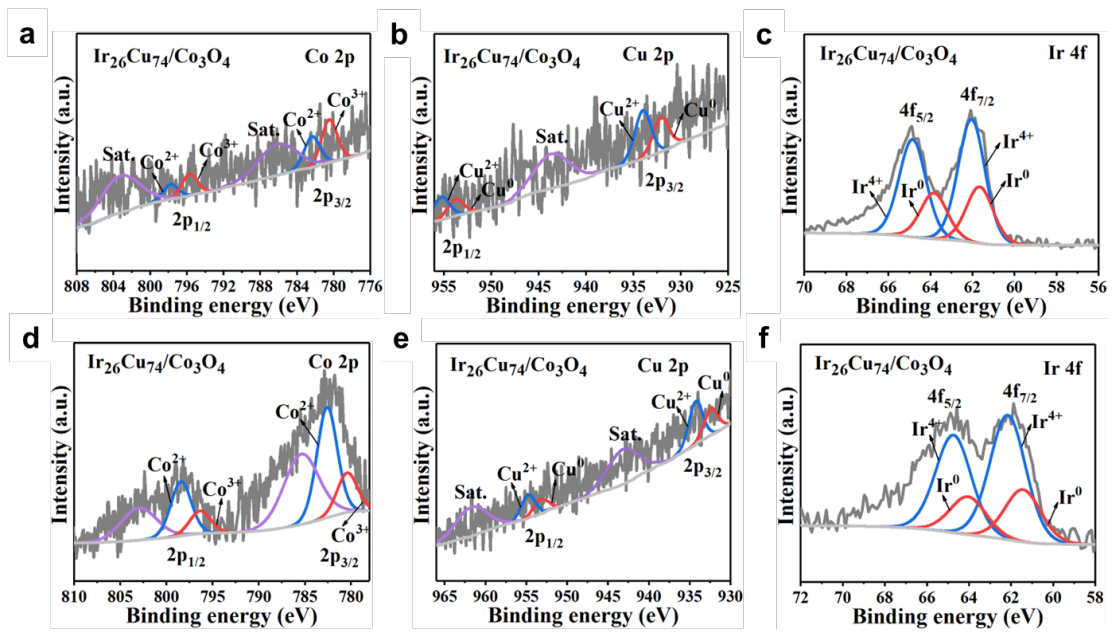 a
Ir₂₆Cu₇₄/Co₃O₄
Co 2p
Sat.
Co²⁺
Co³⁺
Sat.
Co²⁺
Co³⁺
2p₁/₂
2p₃/₂
Intensity (a.u.)
808 804 800 796 792 788 784 780 776
Binding energy (eV)
b
Ir₂₆Cu₇₄/Co₃O₄
Cu 2p
Cu²⁺
Cu⁰
Sat.
Cu²⁺
Cu⁰
2p₁/₂
2p₃/₂
Intensity (a.u.)
955 950 945 940 935 930 925
Binding energy (eV)
c
Ir₂₆Cu₇₄/Co₃O₄
Ir 4f
4f₅/₂
4f₇/₂
Ir⁴⁺
Ir⁰
Ir⁴⁺
Ir⁰
Intensity (a.u.)
70 68 66 64 62 60 58 56
Binding energy (eV)
d
Ir₂₆Cu₇₄/Co₃O₄
Co 2p
Co²⁺
Co³⁺
Co²⁺
Co³⁺
2p₁/₂
2p₃/₂
Intensity (a.u.)
810 805 800 795 790 785 780
Binding energy (eV)
e
Ir₂₆Cu₇₄/Co₃O₄
Cu 2p
Sat.
Cu²⁺
Cu⁰
Sat.
Cu²⁺
Cu⁰
2p₁/₂
2p₃/₂
Intensity (a.u.)
965 960 955 950 945 940 935 930
Binding energy (eV)
f
Ir₂₆Cu₇₄/Co₃O₄
Ir 4f
4f₅/₂
4f₇/₂
Ir⁴⁺
Ir⁰
Ir⁴⁺
Ir⁰
Intensity (a.u.)
72 70 68 66 64 62 60 58
Binding energy (eV)